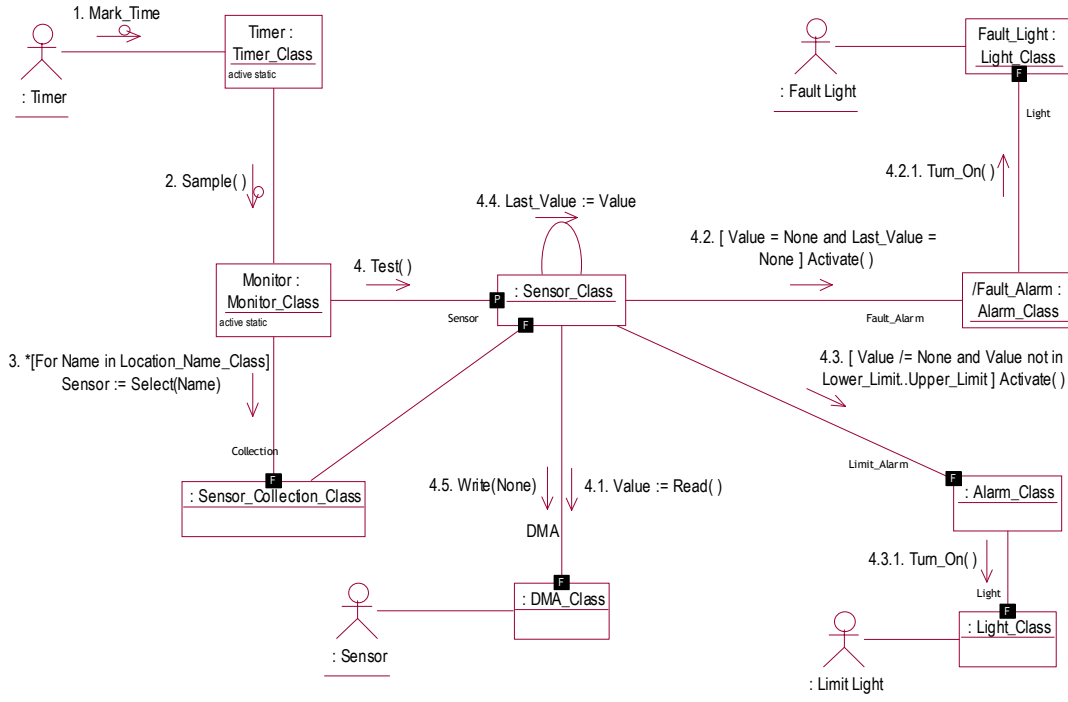 1. Mark_Time
: Timer
Timer :
Timer_Class
active static
2. Sample( )
Monitor :
Monitor_Class
active static
3. *[For Name in Location_Name_Class]
Sensor := Select(Name)
Collection
F
: Sensor_Collection_Class
4. Test( )
Sensor
P
: Sensor_Class
F
4.4. Last_Value := Value
4.2. [ Value = None and Last_Value =
None ] Activate( )
Fault_Alarm
/Fault_Alarm :
Alarm_Class
4.2.1. Turn_On( )
Light
F
Fault_Light :
Light_Class
: Fault Light
4.3. [ Value /= None and Value not in
Lower_Limit..Upper_Limit ] Activate( )
Limit_Alarm
F
: Alarm_Class
4.3.1. Turn_On( )
Light
F
: Light_Class
: Limit Light
4.5. Write(None)
4.1. Value := Read( )
DMA
F
: DMA_Class
: Sensor